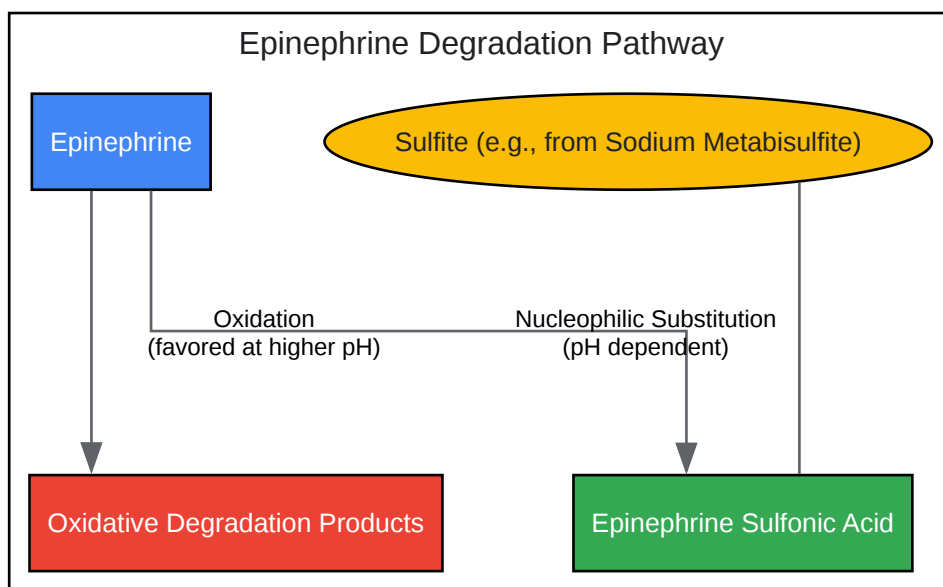 Epinephrine Degradation Pathway
Epinephrine
Sulfite (e.g., from Sodium Metabisulfite)
Oxidation
(favored at higher pH)
Nucleophilic Substitution
(pH dependent)
Oxidative Degradation Products
Epinephrine Sulfonic Acid